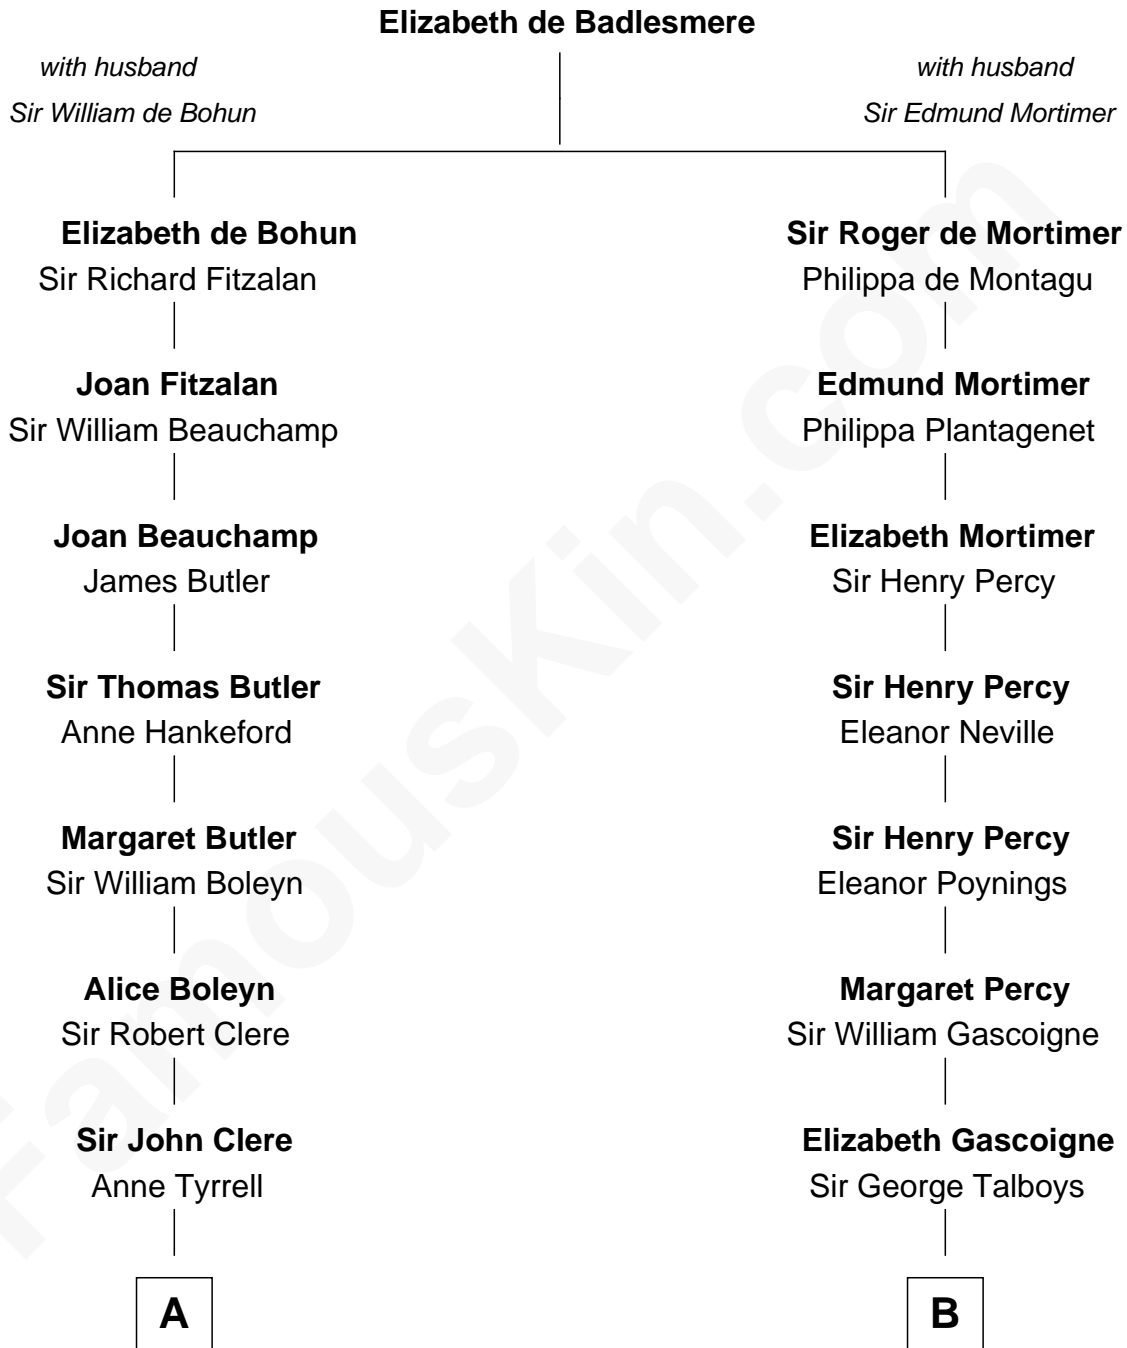 Elizabeth de Badlesmere
with husband
Sir William de Bohun
with husband
Sir Edmund Mortimer
Elizabeth de Bohun
Sir Richard Fitzalan
Joan Fitzalan
Sir William Beauchamp
Joan Beauchamp
James Butler
Sir Thomas Butler
Anne Hankeford
Margaret Butler
Sir William Boleyn
Alice Boleyn
Sir Robert Clere
Sir John Clere
Anne Tyrrell
A
Sir Roger de Mortimer
Philippa de Montagu
Edmund Mortimer
Philippa Plantagenet
Elizabeth Mortimer
Sir Henry Percy
Sir Henry Percy
Eleanor Neville
Sir Henry Percy
Eleanor Poynings
Margaret Percy
Sir William Gascoigne
Elizabeth Gascoigne
Sir George Talboys
B
FamousKin.com